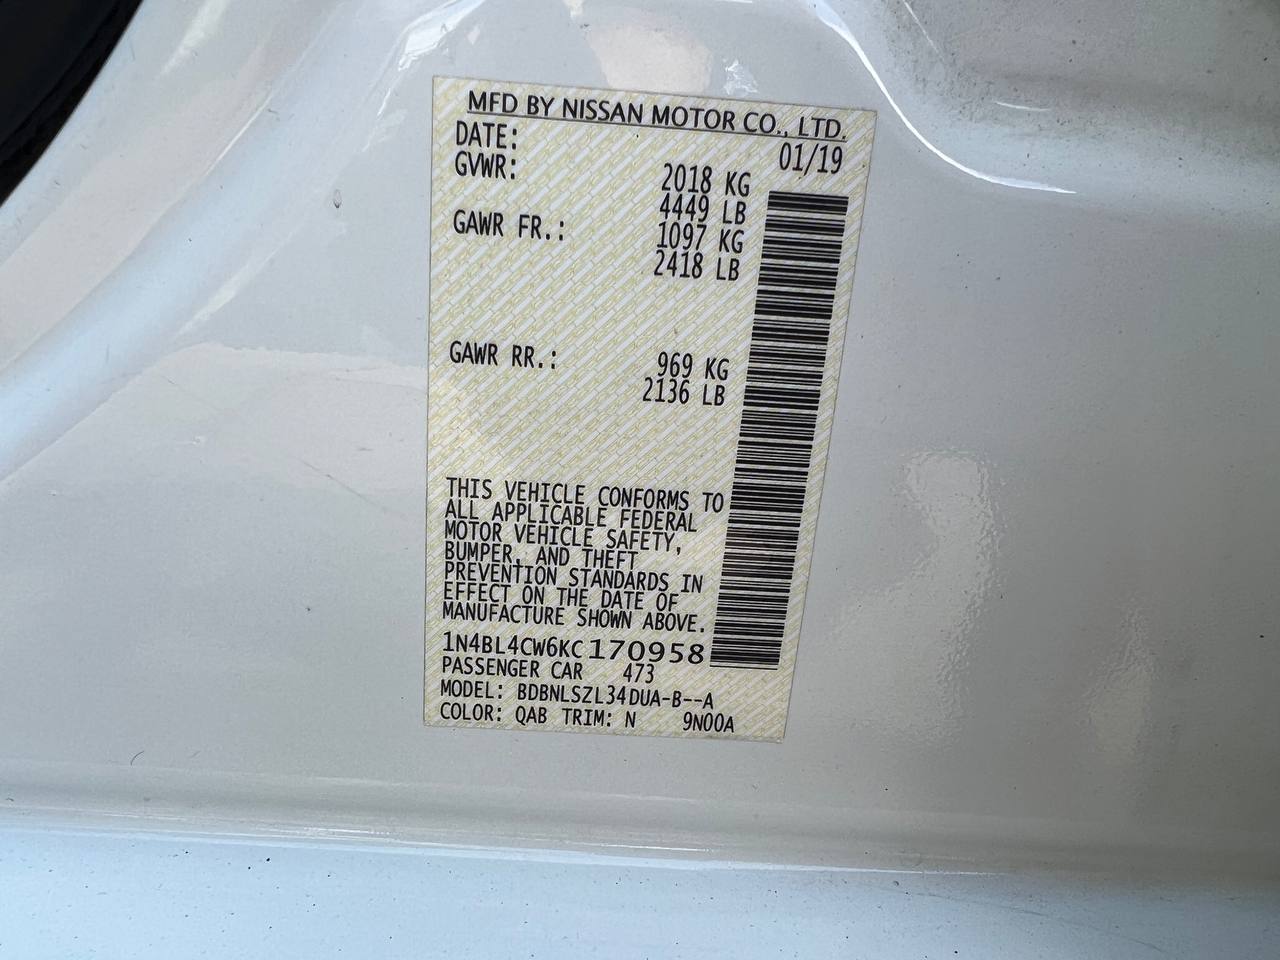 MFD BY NISSAN MOTOR CO., LTD.
DATE: 01/19
GVWR: 2018 KG
4449 LB
GAWR FR.: 1097 KG
2418 LB
GAWR RR.: 969 KG
2136 LB
THIS VEHICLE CONFORMS TO
ALL APPLICABLE FEDERAL
MOTOR VEHICLE SAFETY,
BUMPER, AND THEFT
PREVENTION STANDARDS IN
EFFECT ON THE DATE OF
MANUFACTURE SHOWN ABOVE.
1N4BL4CW6KC170958
PASSENGER CAR 473
MODEL: BDBNLSZL34DUA-B--A
COLOR: QAB TRIM: N 9N00A